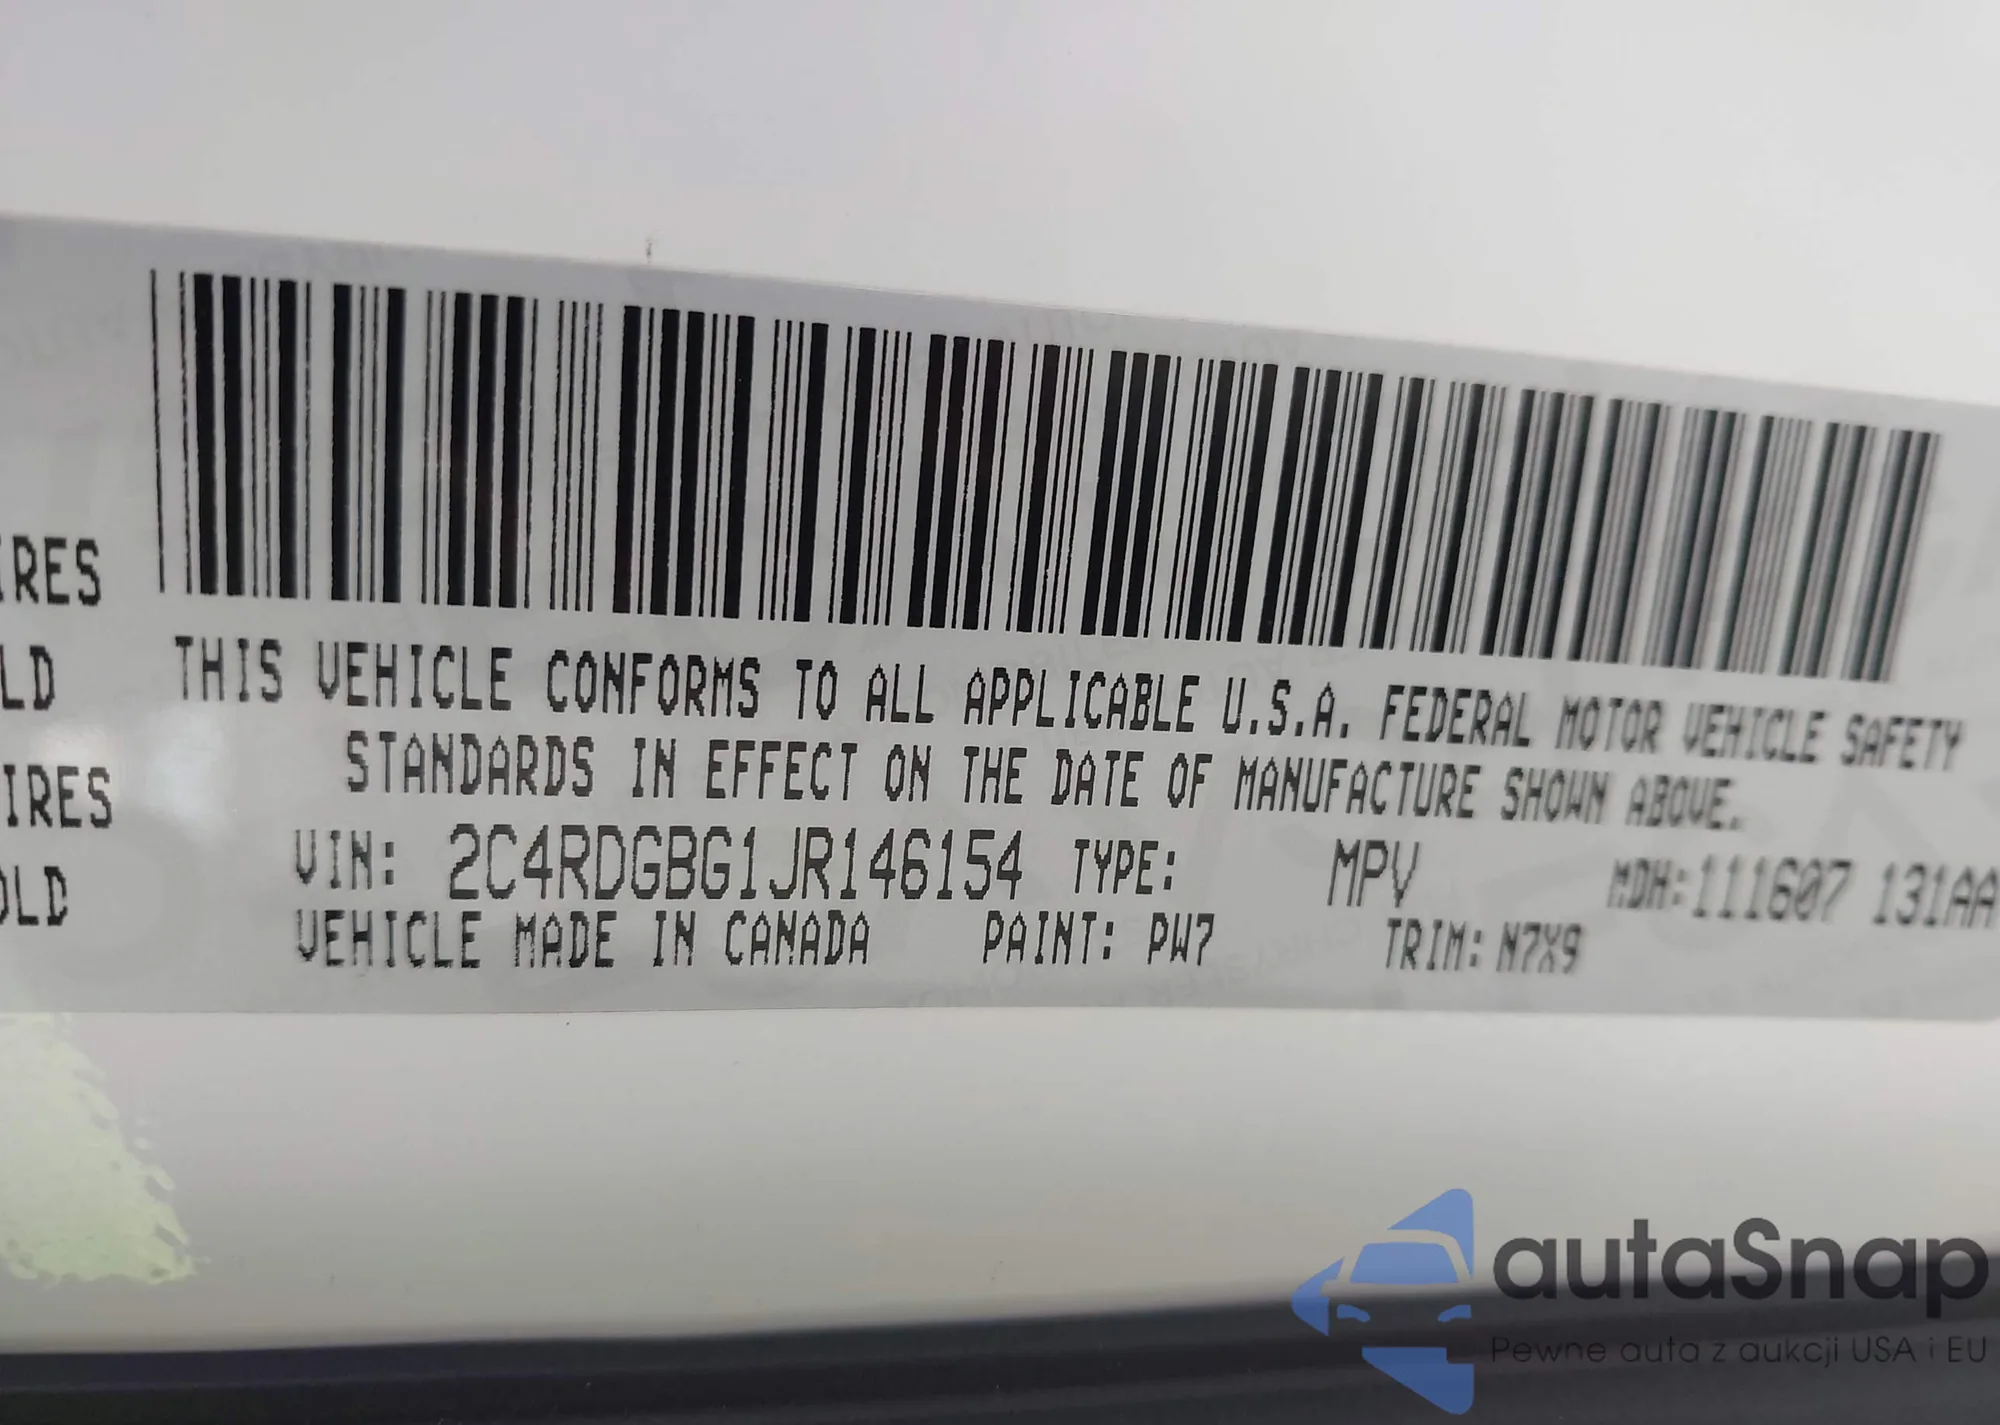 IRES
LD
IRES
OLD
THIS VEHICLE CONFORMS TO ALL APPLICABLE U.S.A. FEDERAL MOTOR VEHICLE SAFETY
STANDARDS IN EFFECT ON THE DATE OF MANUFACTURE SHOWN ABOVE.
VIN: 2C4RDGBG1JR146154 TYPE: MPV MDH:111607 131AA
VEHICLE MADE IN CANADA PAINT: PW7 TRIM: N7X9
autaSnap
Pewne auta z aukcji USA i EU